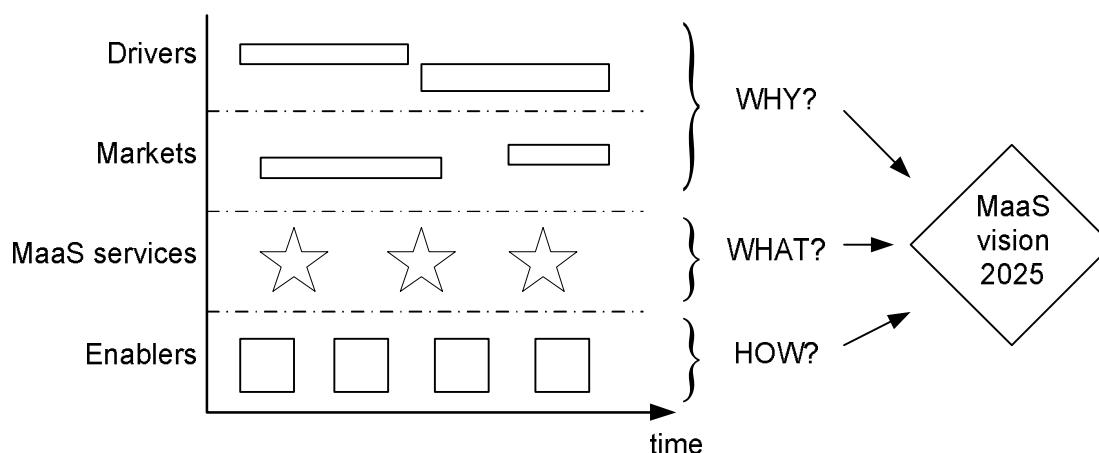 Drivers
WHY?
Markets
MaaS services
WHAT?
MaaS
vision
2025
Enablers
HOW?
time